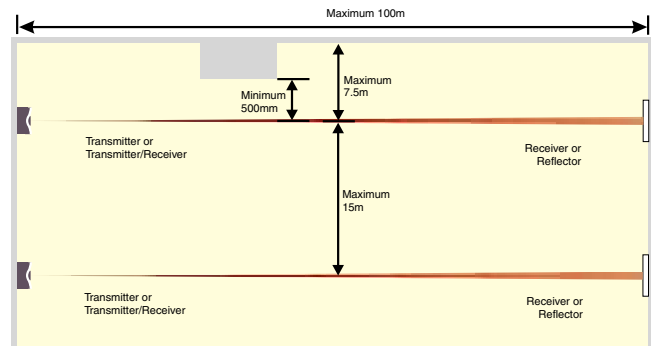 Maximum 100m
Maximum
7.5m
Minimum
500mm
Transmitter or
Transmitter/Receiver
Receiver or
Reflector
Maximum
15m
Transmitter or
Transmitter/Receiver
Receiver or
Reflector